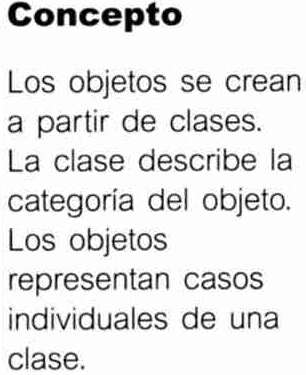 Concepto
Los objetos se crean
a partir de clases.
La clase describe la
categoría del objeto.
Los objetos
representan casos
individuales de una
clase.